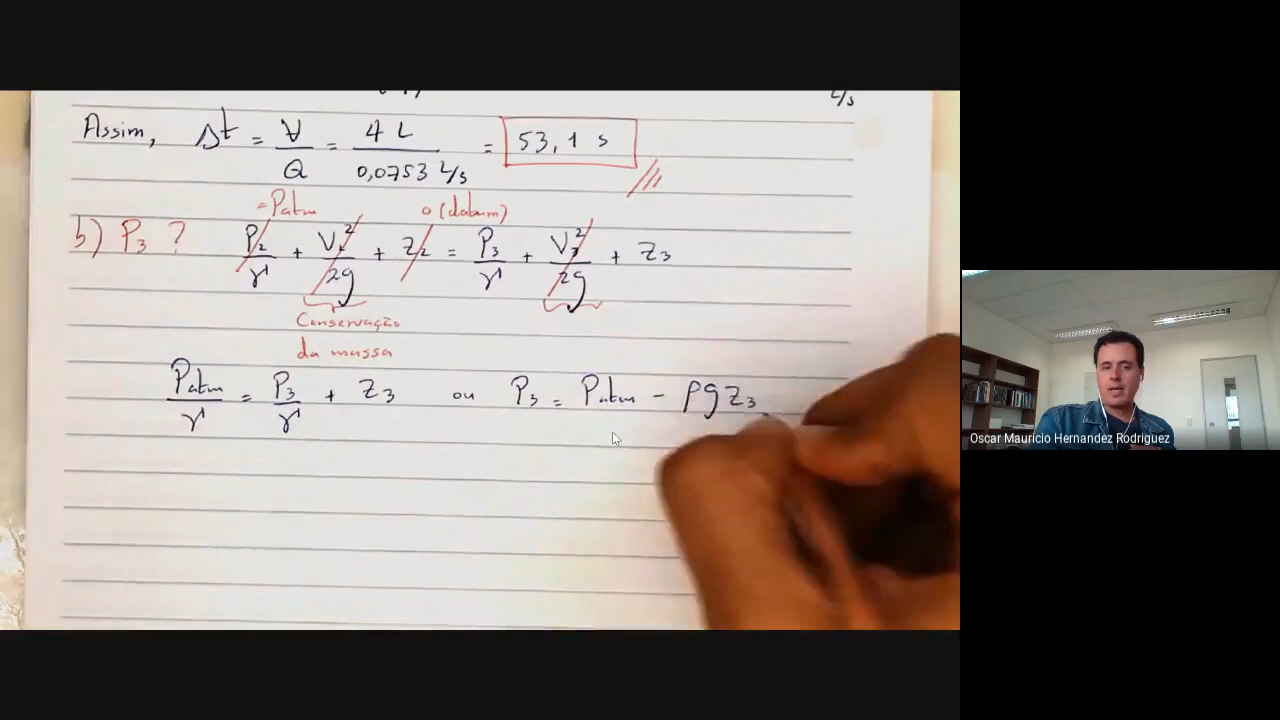 L/s
Assim, Δt = V/Q = 4 L / 0,0753 L/s = 53,1 s
= Patm 0 (datum)
b) P₃ ? P₂/γ + V₂²/2g + Z₂ = P₃/γ + V₃²/2g + Z₃
Conservação
da massa
Patm/γ = P₃/γ + Z₃ ou P₃ = Patm - ρgZ₃
Oscar Mauricio Hernandez Rodriguez